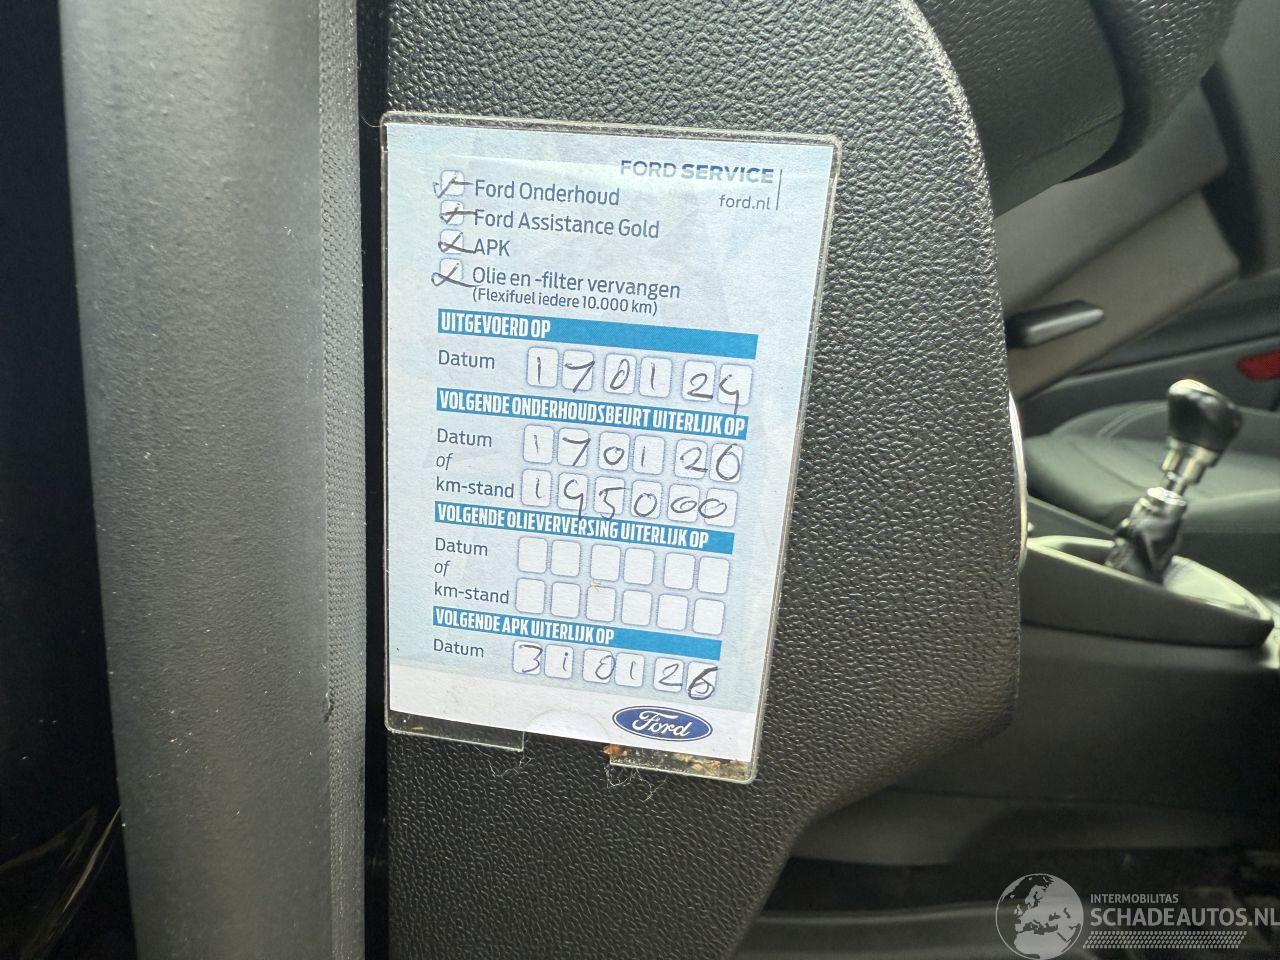 FORD SERVICE
ford.nl
Ford Onderhoud
Ford Assistance Gold
APK
Olie en -filter vervangen
(Flexifuel iedere 10.000 km)
UITGEVOERD OP
Datum 170124
VOLGENDE ONDERHOUDSBEURT UITERLIJK OP
Datum 170126
of
km-stand 195000
VOLGENDE OLIEVERVERSING UITERLIJK OP
Datum
of
km-stand
VOLGENDE APK UITERLIJK OP
Datum 310126
Ford
INTERMOBILITAS
SCHADEAUTOS.NL